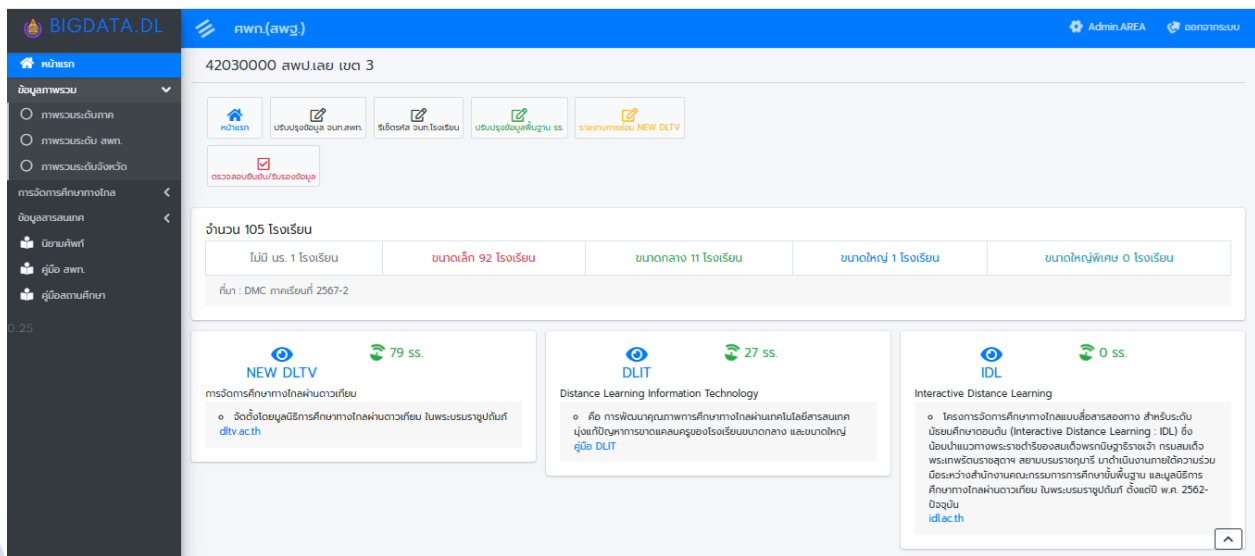 BIGDATA.DL
ศพก.(สพฐ.)
Admin.AREA
ออกจากระบบ
หน้าแรก
ข้อมูลภาพรวม
ภาพรวมระดับภาค
ภาพรวมระดับ สพท.
ภาพรวมระดับจังหวัด
การจัดการศึกษาทางไกล
ข้อมูลสารสนเทศ
นิยามศัพท์
คู่มือ สพท.
คู่มือสถานศึกษา
0.25
42030000 สพป.เลย เขต 3
หน้าแรก
ปรับปรุงข้อมูล จนท.สพท.
รีเซ็ตรหัส จนท.โรงเรียน
ปรับปรุงข้อมูลพื้นฐาน รร.
รายงานการซ่อม NEW DLTV
ตรวจสอบยืนยัน/รับรองข้อมูล
จำนวน 105 โรงเรียน
ไม่มี นร. 1 โรงเรียน
ขนาดเล็ก 92 โรงเรียน
ขนาดกลาง 11 โรงเรียน
ขนาดใหญ่ 1 โรงเรียน
ขนาดใหญ่พิเศษ 0 โรงเรียน
ที่มา : DMC ภาคเรียนที่ 2567-2
NEW DLTV
79 รร.
การจัดการศึกษาทางไกลผ่านดาวเทียม
จัดตั้งโดยมูลนิธิการศึกษาทางไกลผ่านดาวเทียม ในพระบรมราชูปถัมภ์
dltv.ac.th
DLIT
27 รร.
Distance Learning Information Technology
คือ การพัฒนาคุณภาพการศึกษาทางไกลผ่านเทคโนโลยีสารสนเทศ
มุ่งแก้ปัญหาการขาดแคลนครูของโรงเรียนขนาดกลาง และขนาดใหญ่
คู่มือ DLIT
IDL
0 รร.
Interactive Distance Learning
โครงการจัดการศึกษาทางไกลแบบสื่อสารสองทาง สำหรับระดับ
มัธยมศึกษาตอนต้น (Interactive Distance Learning : IDL) ซึ่ง
น้อมนำแนวทางพระราชดำริของสมเด็จพระกนิษฐาธิราชเจ้า กรมสมเด็จ
พระเทพรัตนราชสุดาฯ สยามบรมราชกุมารี มาดำเนินงานภายใต้ความร่วม
มือระหว่างสำนักงานคณะกรรมการการศึกษาขั้นพื้นฐาน และมูลนิธิการ
ศึกษาทางไกลผ่านดาวเทียม ในพระบรมราชูปถัมภ์ ตั้งแต่ปี พ.ศ. 2562-
ปัจจุบัน
idl.ac.th